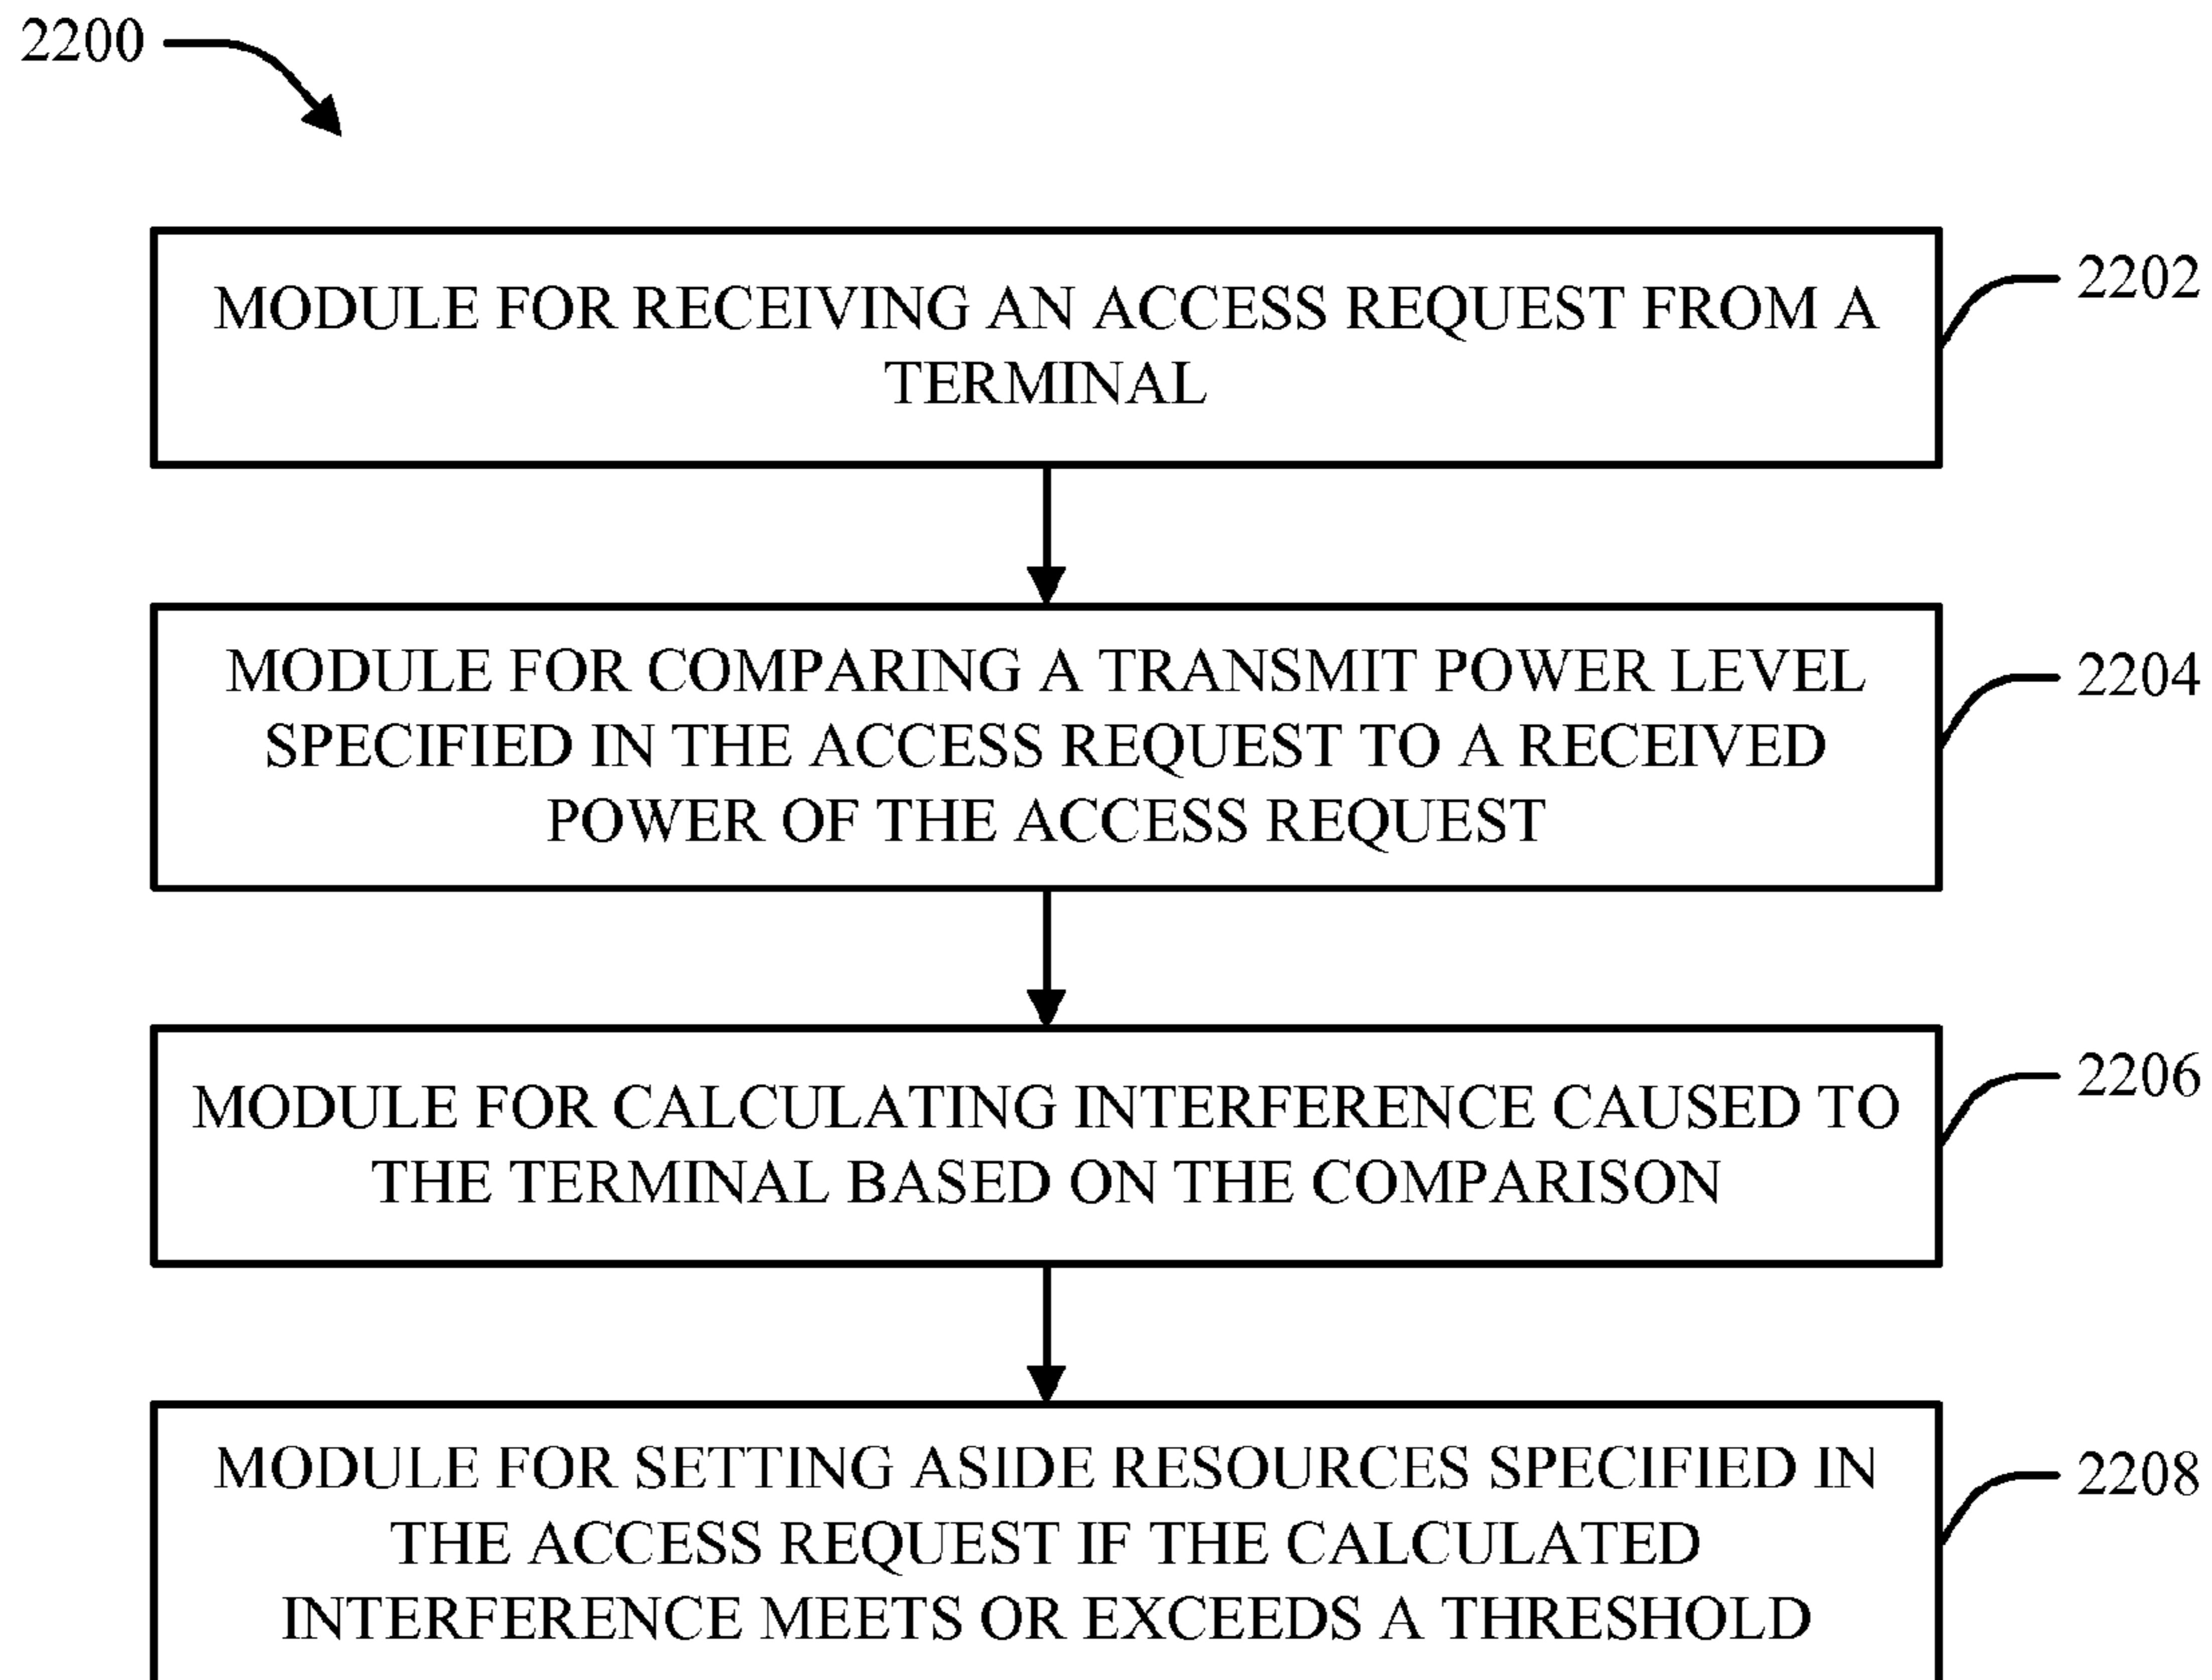 2200
MODULE FOR RECEIVING AN ACCESS REQUEST FROM A
TERMINAL
2202
MODULE FOR COMPARING A TRANSMIT POWER LEVEL
SPECIFIED IN THE ACCESS REQUEST TO A RECEIVED
POWER OF THE ACCESS REQUEST
2204
MODULE FOR CALCULATING INTERFERENCE CAUSED TO
THE TERMINAL BASED ON THE COMPARISON
2206
MODULE FOR SETTING ASIDE RESOURCES SPECIFIED IN
THE ACCESS REQUEST IF THE CALCULATED
INTERFERENCE MEETS OR EXCEEDS A THRESHOLD
2208